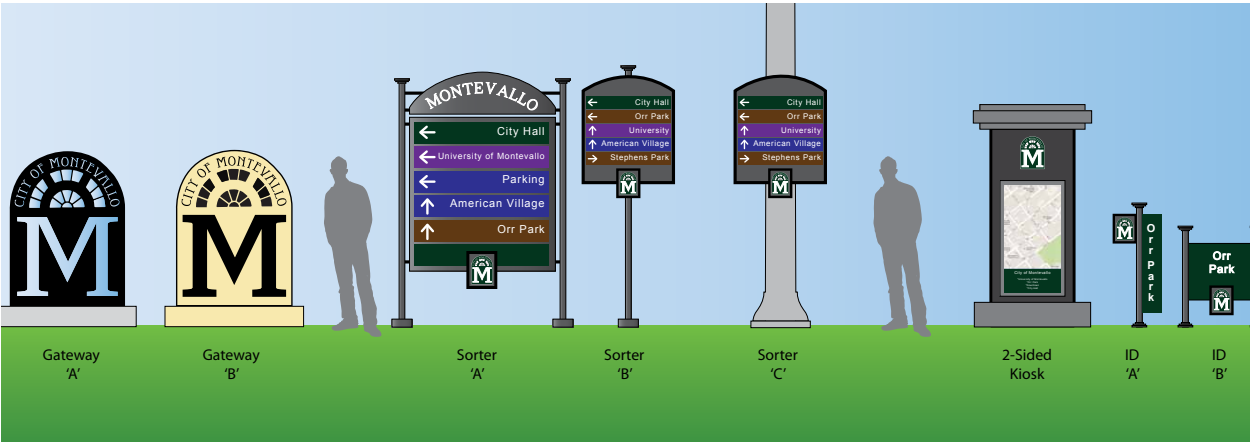 CITY OF MONTEVALLO
M
CITY OF MONTEVALLO
M
MONTEVALLO
City Hall
University of Montevallo
Parking
American Village
Orr Park
M
City Hall
Orr Park
University
American Village
Stephens Park
M
City Hall
Orr Park
University
American Village
Stephens Park
M
M
City of Montevallo
M
Orr Park
Orr
Park
M
Gateway
‘A’
Gateway
‘B’
Sorter
‘A’
Sorter
‘B’
Sorter
‘C’
2-Sided
Kiosk
ID
‘A’
ID
‘B’